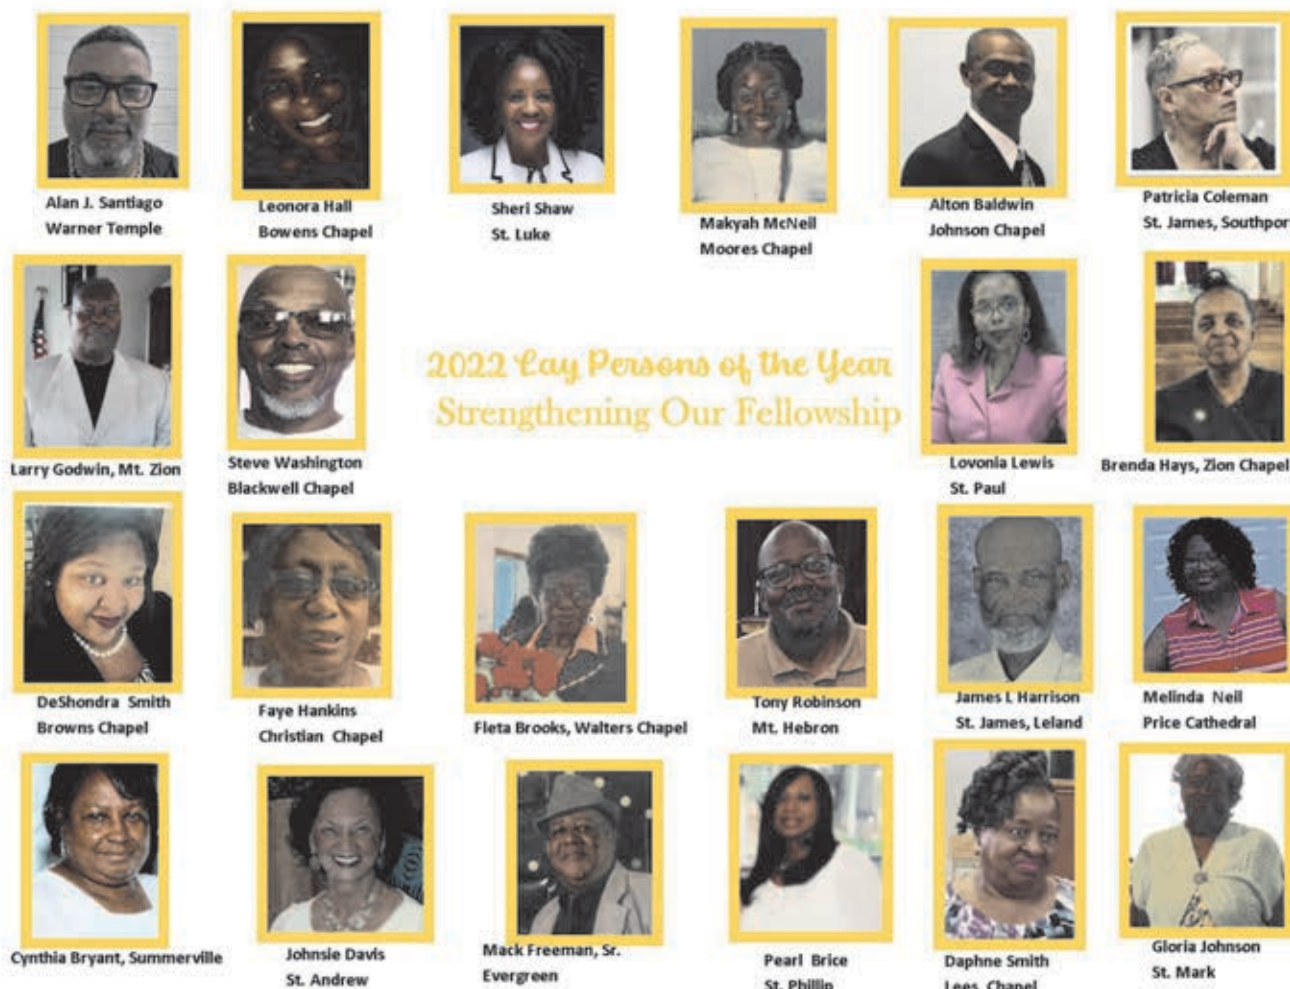 Alan J. Santiago
Warner Temple
Leonora Hall
Bowens Chapel
Sheri Shaw
St. Luke
Makyah McNeil
Moores Chapel
Alton Baldwin
Johnson Chapel
Patricia Coleman
St. James, Southpor
Larry Godwin, Mt. Zion
Steve Washington
Blackwell Chapel
2022 Lay Persons of the Year
Strengthening Our Fellowship
Lovonia Lewis
St. Paul
Brenda Hays, Zion Chapel
DeShondra Smith
Browns Chapel
Faye Hankins
Christian Chapel
Fleta Brooks, Walters Chapel
Tony Robinson
Mt. Hebron
James L Harrison
St. James, Leland
Melinda Neil
Price Cathedral
Cynthia Bryant, Summerville
Johnsie Davis
St. Andrew
Mack Freeman, Sr.
Evergreen
Pearl Brice
St. Phillip
Daphne Smith
Lees, Chapel
Gloria Johnson
St. Mark